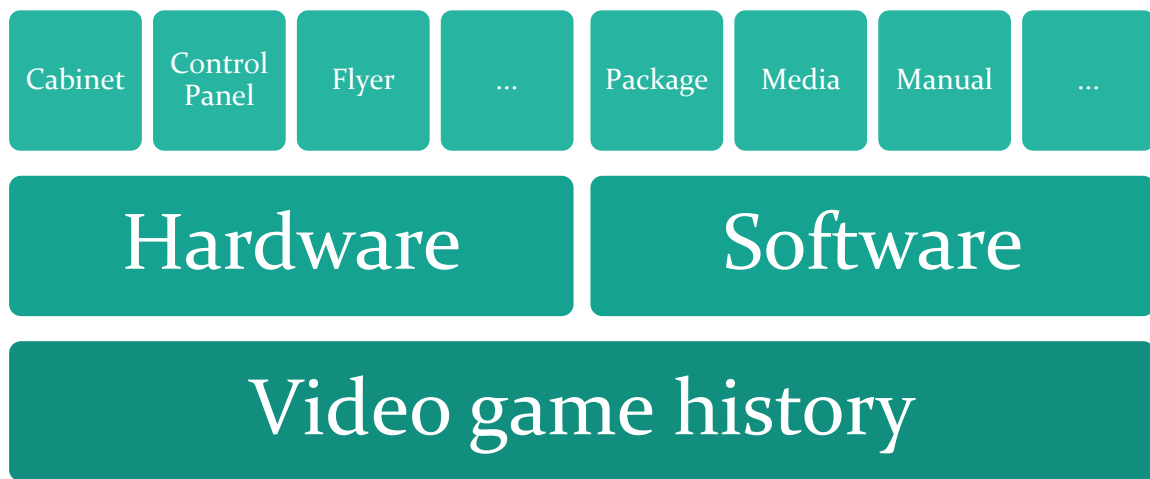 Cabinet
Control
Panel
Flyer
...
Package
Media
Manual
...
Hardware
Software
Video game history